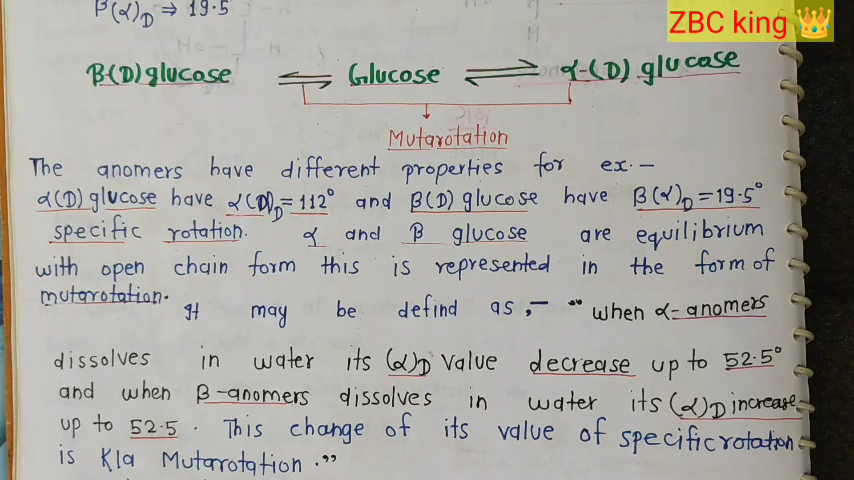 ZBC king 👑
β(α)D ⇒ 19.5
β-(D) glucose ⇌ Glucose ⇌ α-(D) glucose
Mutarotation
The anomers have different properties for ex.-
α(D) glucose have α(D)D = 112° and β(D) glucose have β(α)D = 19.5°
specific rotation. α and β glucose are equilibrium
with open chain form this is represented in the form of
mutarotation.
It may be defind as,- "when α-anomers
dissolves in water its (α)D value decrease up to 52.5°
and when β-anomers dissolves in water its (α)D increase
up to 52.5. This change of its value of specific rotation
is K/a Mutarotation."